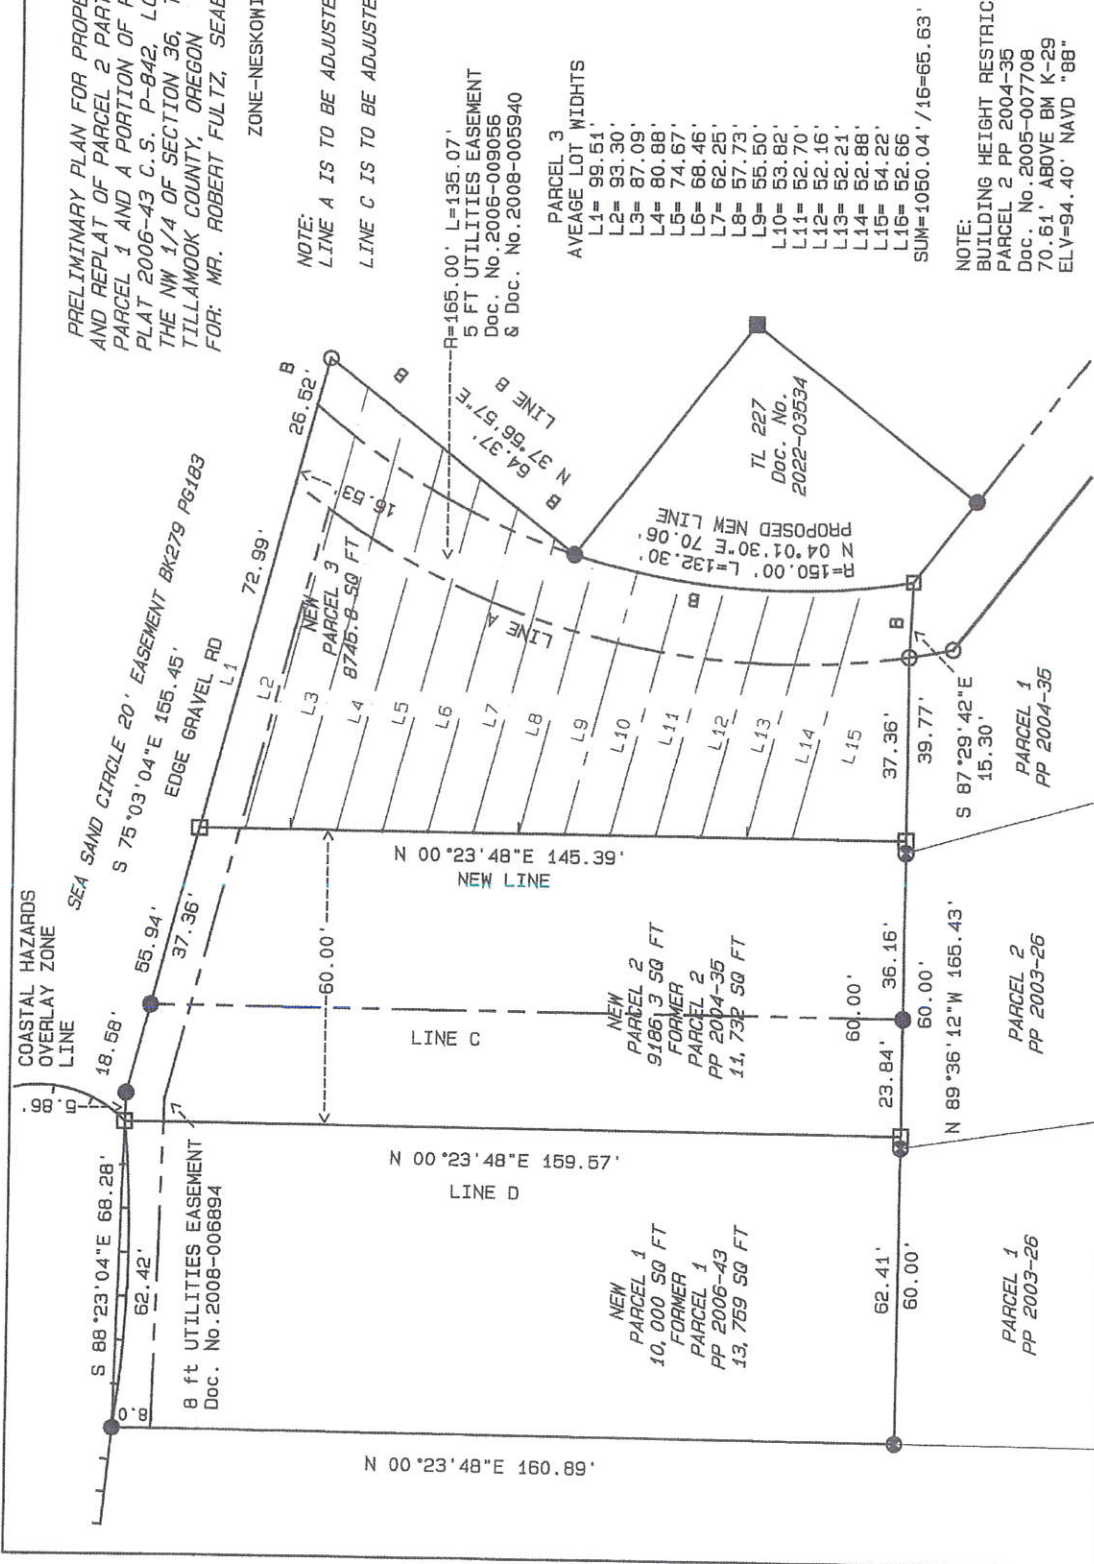 PRELIMINARY PLAN FOR PROPE
AND REPLAT OF PARCEL 2 PART
PARCEL 1 AND A PORTION OF
PLAT 2006-43 C.S. P-842, LO
THE NW 1/4 OF SECTION 36,
TILLAMOOK COUNTY, OREGON
FOR: MR. ROBERT FULTZ, SEAB
ZONE-NESKOWI
NOTE:
LINE A IS TO BE ADJUSTE
LINE C IS TO BE ADJUSTE
COASTAL HAZARDS
OVERLAY ZONE
LINE
SEA SAND CIRCLE 20' EASEMENT BK279 PG183
S 75°03'04"E 155.45'
EDGE GRAVEL RD
6.86'
18.58'
55.94'
37.36'
72.99'
26.52'
B
16.53
L1
L2
L3
L4
L5
L6
L7
L8
L9
L10
L11
L12
L13
L14
L15
NEW
PARCEL 3
8745.8 SQ FT
LINE A
B
64.37'
N 37°56'57"E
LINE B
B
R=165.00' L=135.07'
5 FT UTILITIES EASEMENT
Doc. No.2006-009056
& Doc. No.2008-005940
PARCEL 3
AVEAGE LOT WIDHTS
L1= 99.51'
L2= 93.30'
L3= 87.09'
L4= 80.88'
L5= 74.67'
L6= 68.46'
L7= 62.25'
L8= 57.73'
L9= 55.50'
L10= 53.82'
L11= 52.70'
L12= 52.16'
L13= 52.21'
L14= 52.88'
L15= 54.22'
L16= 52.66
SUM=1050.04'/16=65.63'
NOTE:
BUILDING HEIGHT RESTRIC
PARCEL 2 PP 2004-35
Doc. No.2005-007708
70.61' ABOVE BM K-29
ELV=94.40' NAVD "88"
TL 227
Doc. No.
2022-03534
R=150.00' L=132.30'
N 04°01'30"E 70.06'
PROPOSED NEW LINE
B
B
S 88°23'04"E 68.28'
62.42'
8.0
8 ft UTILITIES EASEMENT
Doc. No.2008-006894
N 00°23'48"E 145.39'
NEW LINE
60.00'
LINE C
N 00°23'48"E 159.57'
LINE D
N 00°23'48"E 160.89'
NEW
PARCEL 2
9186.3 SQ FT
FORMER
PARCEL 2
PP 2004-35
11,732 SQ FT
NEW
PARCEL 1
10,000 SQ FT
FORMER
PARCEL 1
PP 2006-43
13,759 SQ FT
62.41'
60.00'
60.00'
23.84'
36.16'
60.00'
37.36'
39.77'
N 89°36'12"W 165.43'
S 87°29'42"E
15.30'
PARCEL 1
PP 2003-26
PARCEL 2
PP 2003-26
PARCEL 1
PP 2004-35